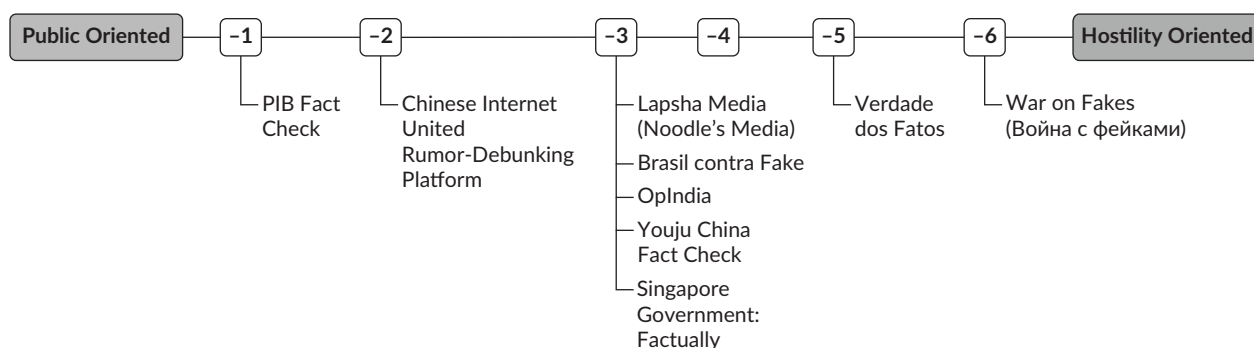 Public Oriented
–1
–2
–3
–4
–5
–6
Hostility Oriented
PIB Fact
Check
Chinese Internet
United
Rumor-Debunking
Platform
Lapsha Media
(Noodle's Media)
Brasil contra Fake
OpIndia
Youju China
Fact Check
Singapore
Government:
Factually
Verdade
dos Fatos
War on Fakes
(Война с фейками)